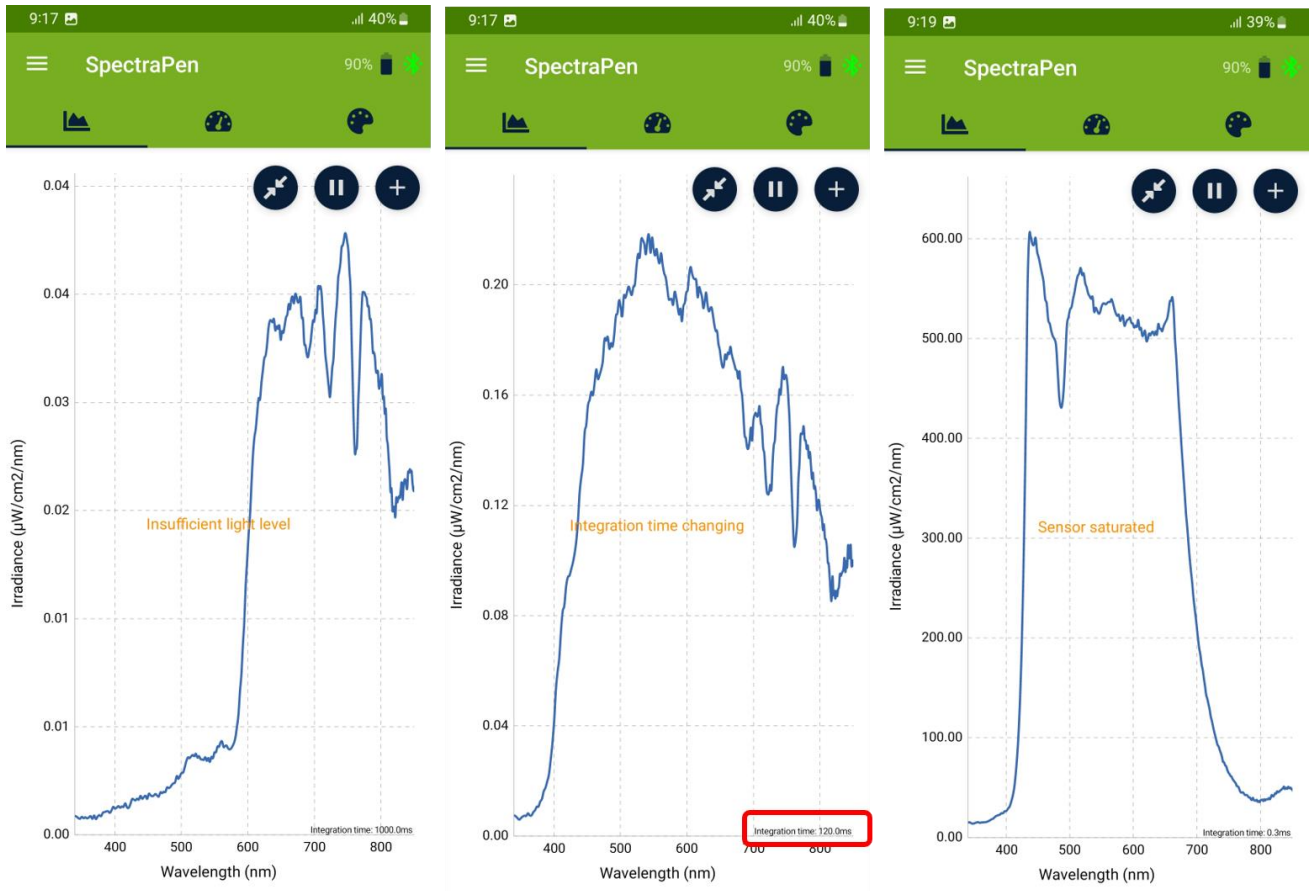 9:17
40%
SpectraPen
90%
0.04
0.04
0.03
0.02
0.01
0.01
0.00
Irradiance (µW/cm2/nm)
Insufficient light level
Integration time: 1000.0ms
400 500 600 700 800
Wavelength (nm)
9:17
40%
SpectraPen
90%
0.20
0.16
0.12
0.08
0.04
0.00
Irradiance (µW/cm2/nm)
Integration time changing
Integration time: 120.0ms
400 500 600 700 800
Wavelength (nm)
9:19
39%
SpectraPen
90%
600.00
500.00
400.00
300.00
200.00
100.00
0.00
Irradiance (µW/cm2/nm)
Sensor saturated
Integration time: 0.3ms
400 500 600 700 800
Wavelength (nm)